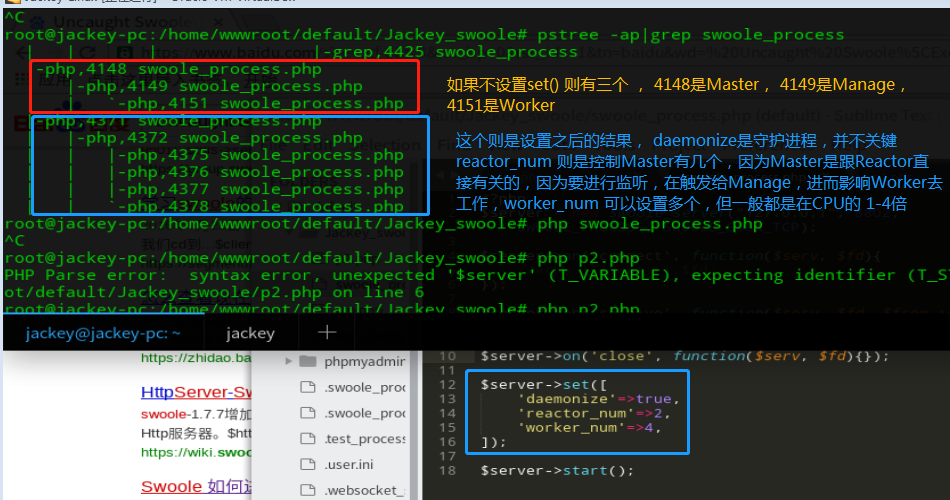 ^C
root@jackey-pc:/home/wwwroot/default/Jackey_swoole# pstree -ap|grep swoole_process
| | |-grep,4425 swoole_process
-php,4148 swoole_process.php
|-php,4149 swoole_process.php
`-php,4151 swoole_process.php
-php,4371 swoole_process.php
|-php,4372 swoole_process.php
| | |-php,4375 swoole_process.php
| | |-php,4376 swoole_process.php
| | |-php,4377 swoole_process.php
| | `-php,4378 swoole_process.php
如果不设置set() 则有三个 ， 4148是Master， 4149是Manage，
4151是Worker
这个则是设置之后的结果， daemonize是守护进程，并不关键
reactor_num 则是控制Master有几个，因为Master是跟Reactor直
接有关的，因为要进行监听，在触发给Manage，进而影响Worker去
工作，worker_num 可以设置多个，但一般都是在CPU的 1-4倍
root@jackey-pc:/home/wwwroot/default/Jackey_swoole# php swoole_process.php
^C
root@jackey-pc:/home/wwwroot/default/Jackey_swoole# php p2.php
PHP Parse error:  syntax error, unexpected '$server' (T_VARIABLE), expecting identifier (T_S
ot/default/Jackey_swoole/p2.php on line 6
root@jackey-pc:/home/wwwroot/default/Jackey_swoole# php p2.php
jackey@jackey-pc: ~
jackey
https://zhidao.ba
HttpServer-Sw
swoole-1.7.7增加
Http服务器。$htt
https://wiki.swoo
Swoole 如何
phpmyadmin
.swoole_proc
.swoole_proc
.test_process
.user.ini
.websocket_s
10 $server->on('close', function($serv, $fd){});
11
12 $server->set([
13 'daemonize'=>true,
14 'reactor_num'=>2,
15 'worker_num'=>4,
16 ]);
17
18 $server->start();